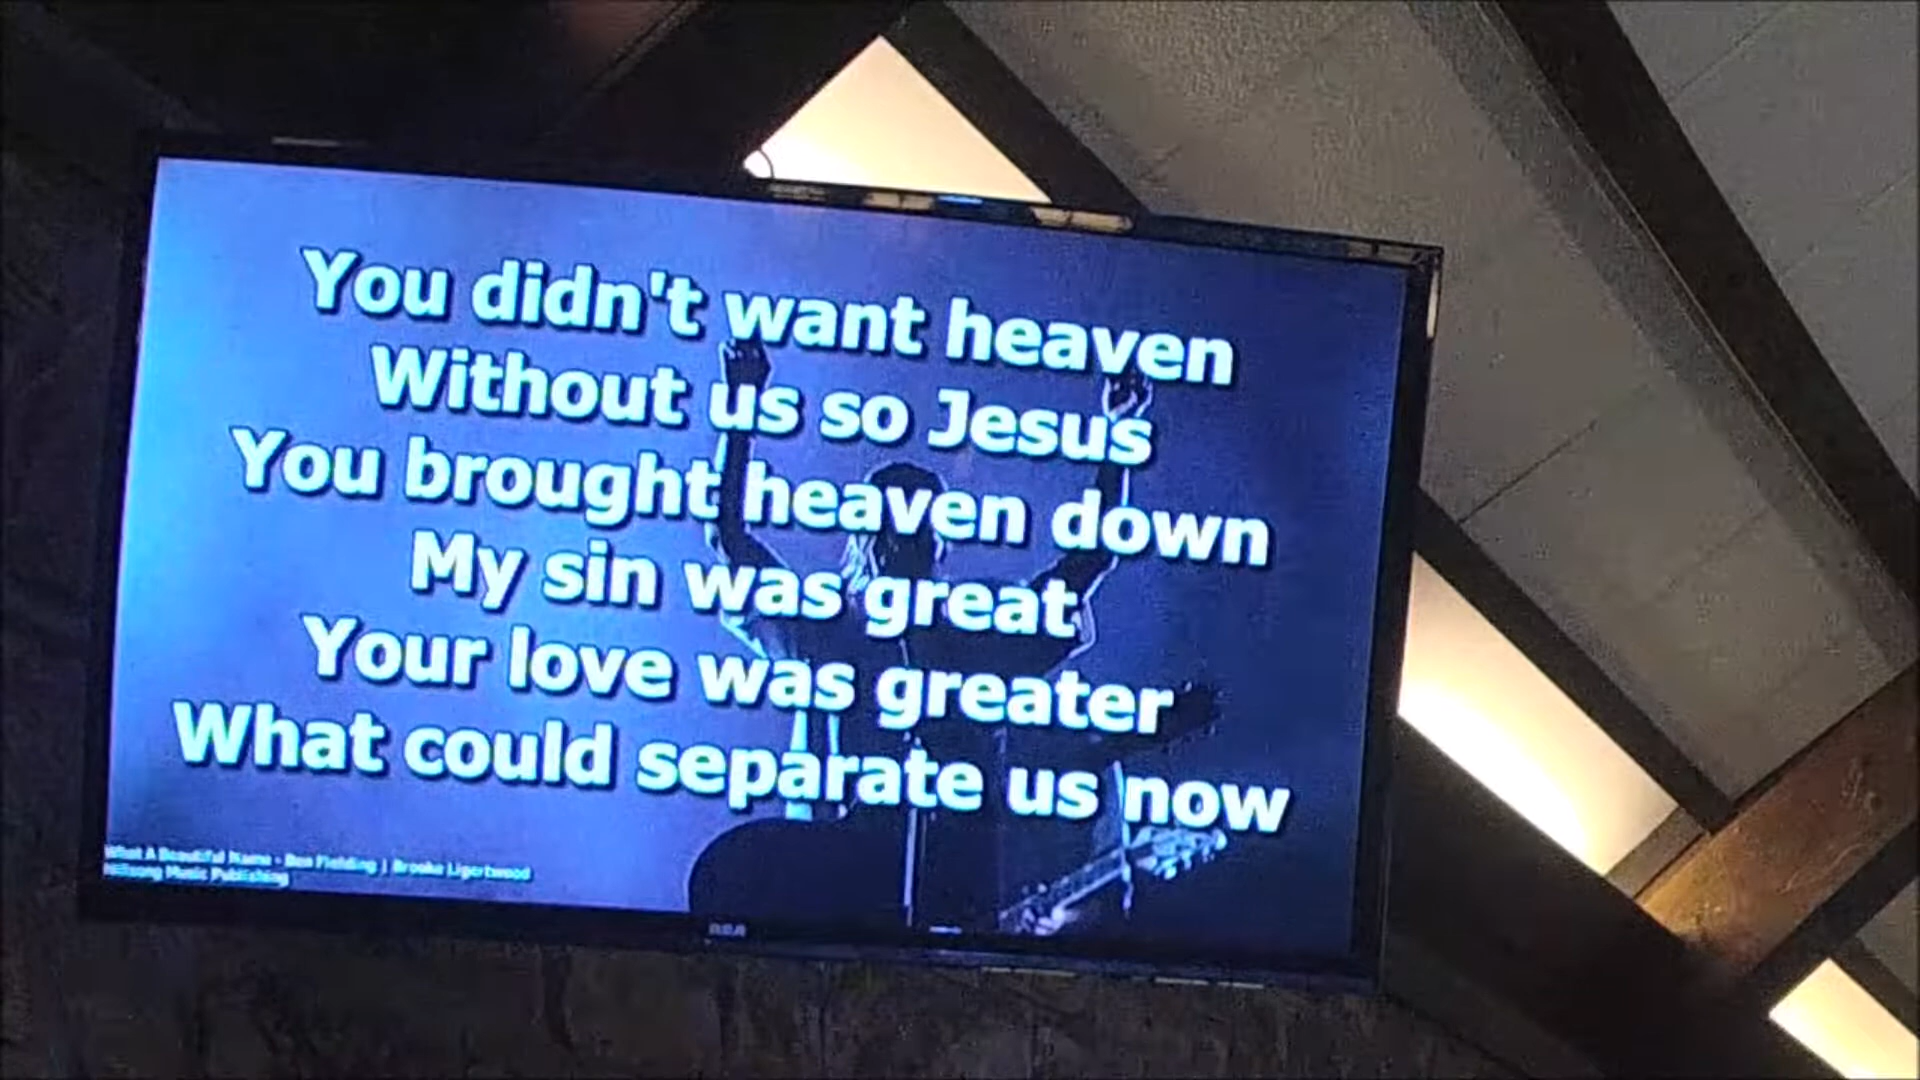 You didn't want heaven
Without us so Jesus
You brought heaven down
My sin was great
Your love was greater
What could separate us now
What A Beautiful Name - Ben Fielding | Brooke Ligertwood
Hillsong Music Publishing
RCA